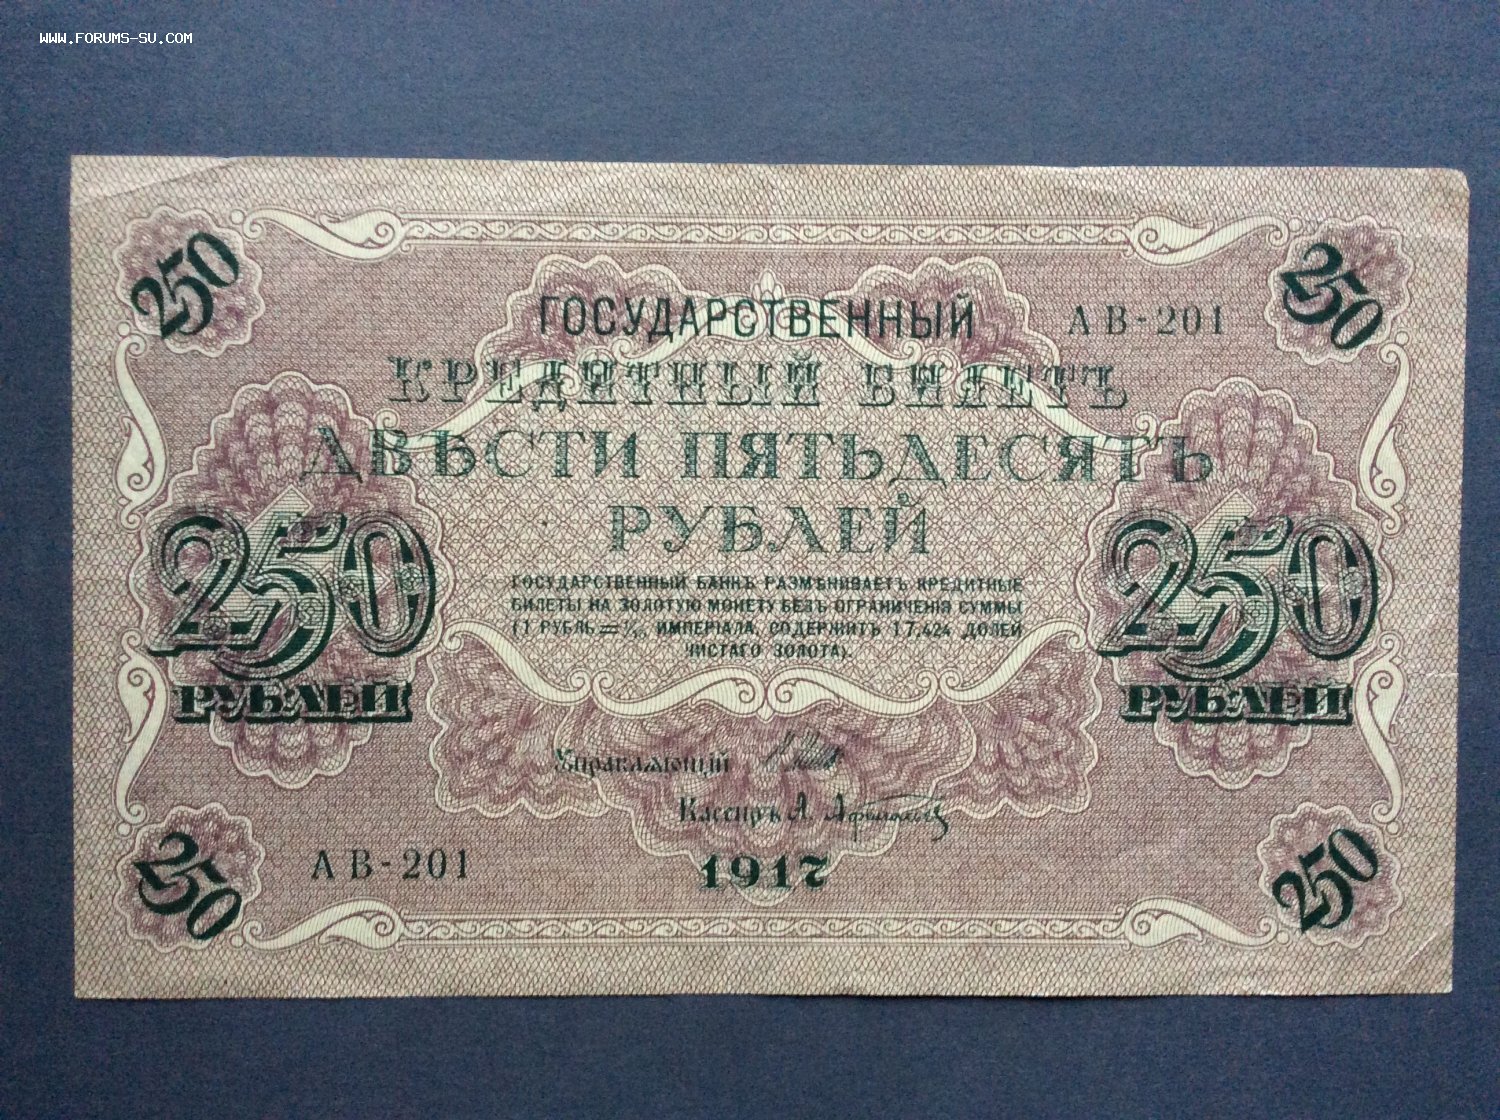 WWW.FORUMS-SU.COM
250
250
ГОСУДАРСТВЕННЫЙ
АВ-201
КРЕДИТНЫЙ БИЛЕТЪ
ДВѢСТИ ПЯТЬДЕСЯТЪ
РУБЛЕЙ
250
РУБЛЕЙ
250
РУБЛЕЙ
ГОСУДАРСТВЕННЫЙ БАНКЪ РАЗМѢНИВАЕТЪ КРЕДИТНЫЕ
БИЛЕТЫ НА ЗОЛОТУЮ МОНЕТУ БЕЗЪ ОГРАНИЧЕНІЯ СУММЫ
(1 РУБЛЬ = 1/15 ИМПЕРІАЛА, СОДЕРЖИТЪ 17,424 ДОЛЕЙ
ЧИСТАГО ЗОЛОТА).
Управляющій
Кассиръ А.
1917
АВ-201
250
250